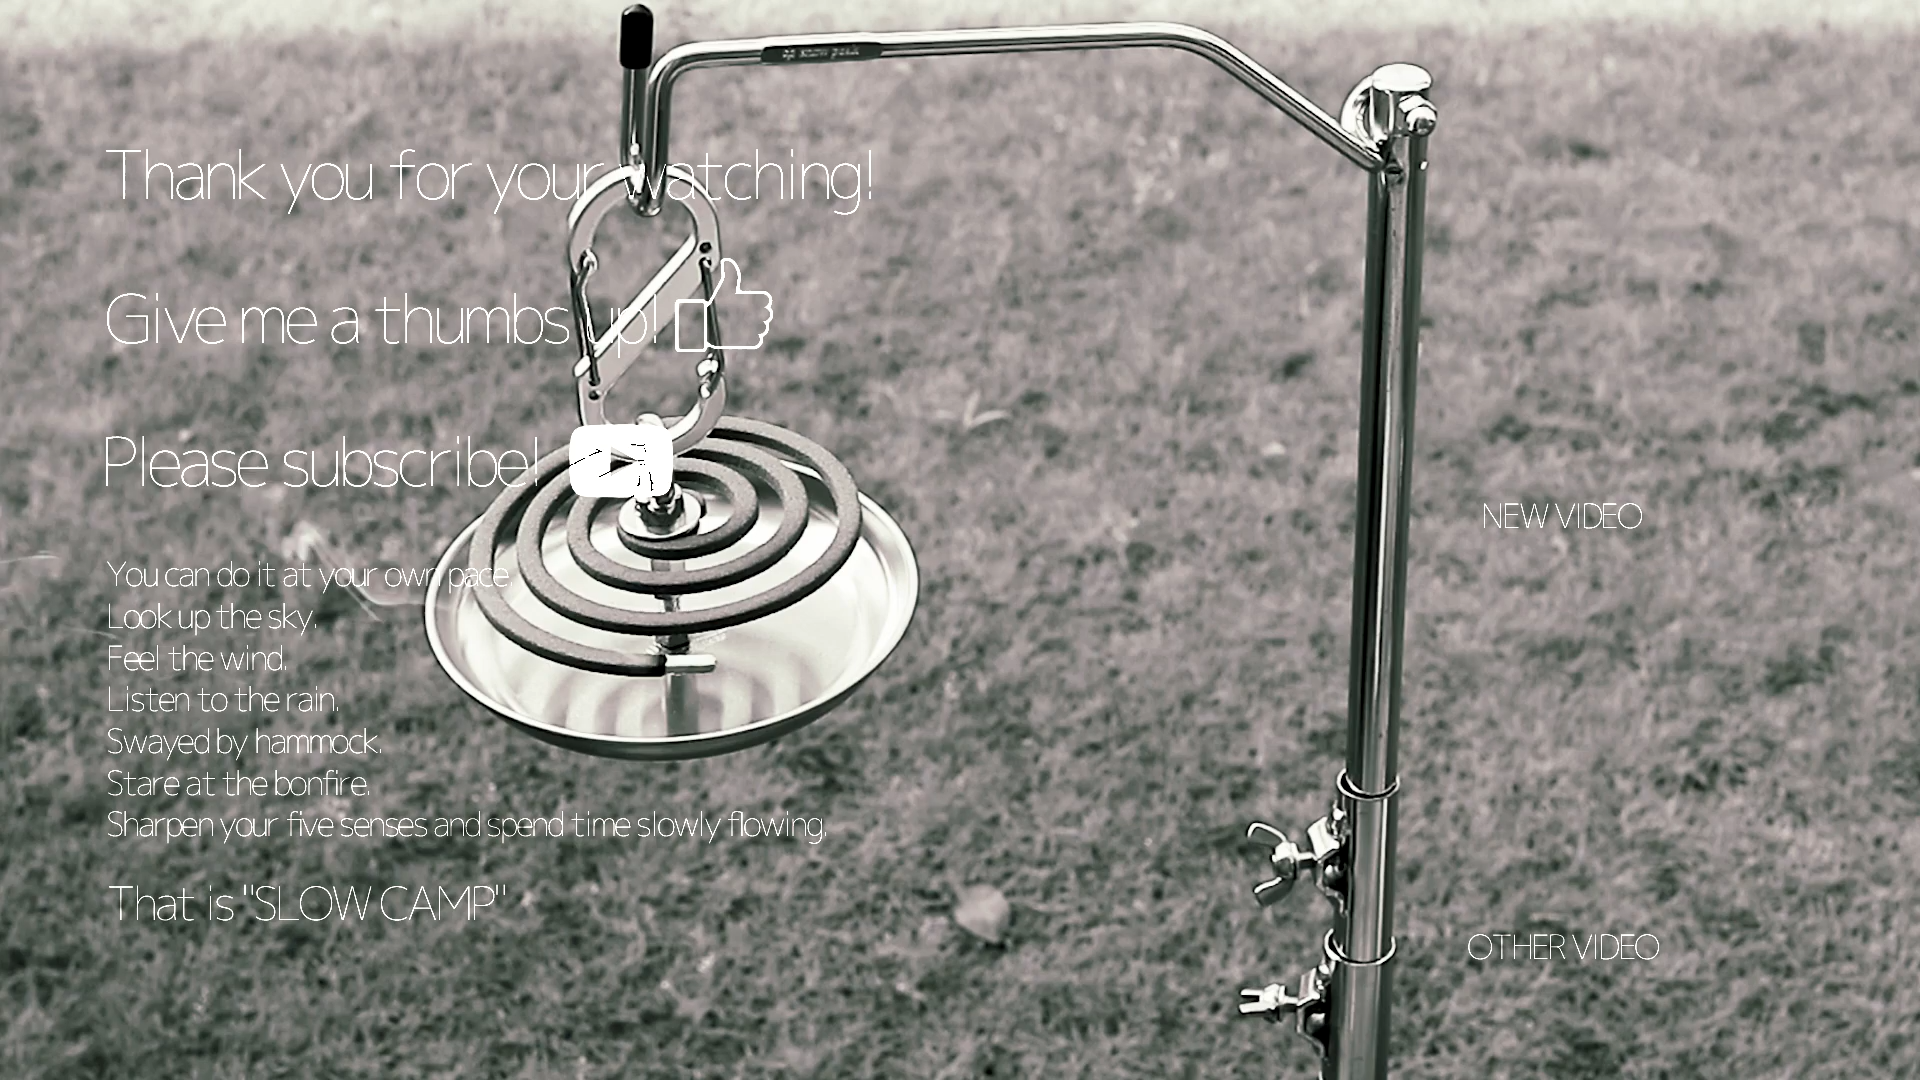 snow peak
Thank you for your watching!
Give me a thumbs up!
Please subscribe!
You can do it at your own pace.
Look up the sky.
Feel the wind.
Listen to the rain.
Swayed by hammock.
Stare at the bonfire.
Sharpen your five senses and spend time slowly flowing.
That is "SLOW CAMP"
NEW VIDEO
OTHER VIDEO